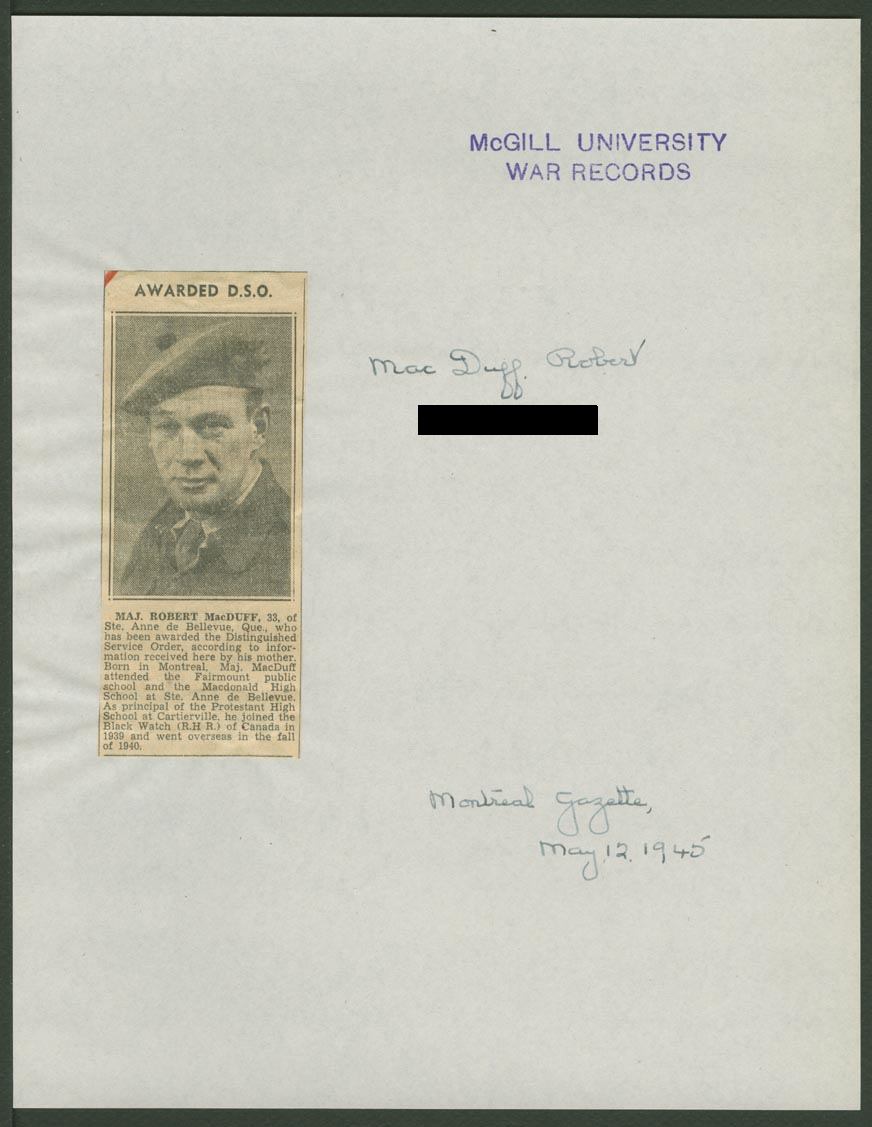 McGILL UNIVERSITY
WAR RECORDS
AWARDED D.S.O.
Mac Duff. Robert
MAJ. ROBERT MacDUFF, 33, of
Ste. Anne de Bellevue, Que., who
has been awarded the Distinguished
Service Order, according to infor-
mation received here by his mother.
Born in Montreal, Maj. MacDuff
attended the Fairmount public
school and the Macdonald High
School at Ste. Anne de Bellevue.
As principal of the Protestant High
School at Cartierville, he joined the
Black Watch (R.H R.) of Canada in
1939 and went overseas in the fall
of 1940.
Montreal Gazette,
May 12. 1945